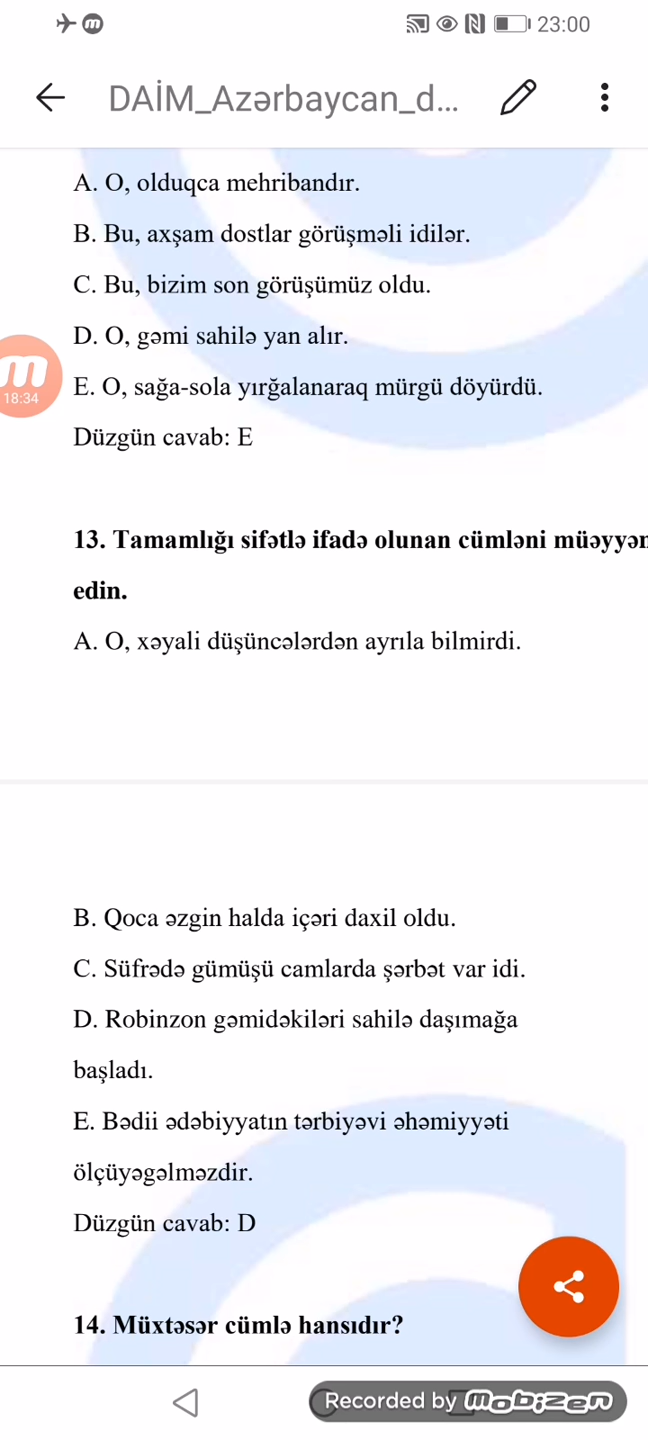 23:00
DAİM_Azərbaycan_d...
A. O, olduqca mehribandır.
B. Bu, axşam dostlar görüşməli idilər.
C. Bu, bizim son görüşümüz oldu.
D. O, gəmi sahilə yan alır.
18:34
E. O, sağa-sola yırğalanaraq mürgü döyürdü.
Düzgün cavab: E
13. Tamamlığı sifətlə ifadə olunan cümləni müəyyən
edin.
A. O, xəyali düşüncələrdən ayrıla bilmirdi.
B. Qoca əzgin halda içəri daxil oldu.
C. Süfrədə gümüşü camlarda şərbət var idi.
D. Robinzon gəmidəkiləri sahilə daşımağa
başladı.
E. Bədii ədəbiyyatın tərbiyəvi əhəmiyyəti
ölçüyəgəlməzdir.
Düzgün cavab: D
14. Müxtəsər cümlə hansıdır?
Recorded by Mobizen